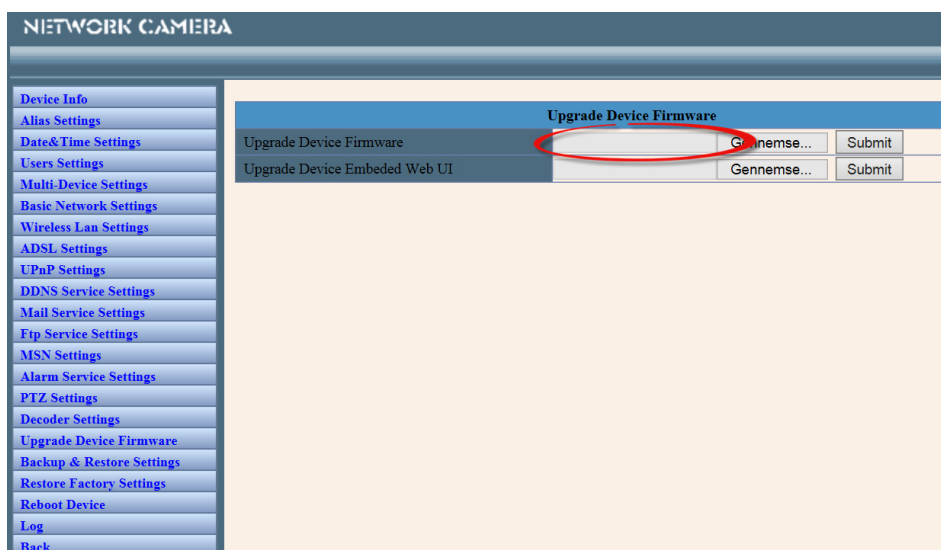 NETWORK CAMERA
Device Info
Alias Settings
Date&Time Settings
Users Settings
Multi-Device Settings
Basic Network Settings
Wireless Lan Settings
ADSL Settings
UPnP Settings
DDNS Service Settings
Mail Service Settings
Ftp Service Settings
MSN Settings
Alarm Service Settings
PTZ Settings
Decoder Settings
Upgrade Device Firmware
Backup & Restore Settings
Restore Factory Settings
Reboot Device
Log
Back
Upgrade Device Firmware
Upgrade Device Firmware Gennemse... Submit
Upgrade Device Embeded Web UI Gennemse... Submit